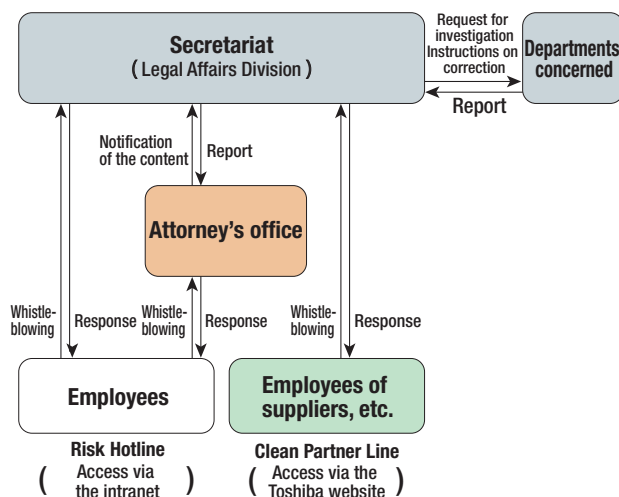 Secretariat
( Legal Affairs Division )
Request for
investigation
Instructions on
correction
Departments
concerned
Report
Notification
of the content
Report
Attorney's office
Whistle-
blowing
Response
Whistle-
blowing
Response
Whistle-
blowing
Response
Employees
Employees of
suppliers, etc.
Risk Hotline
( Access via
the intranet )
Clean Partner Line
( Access via the
Toshiba website )